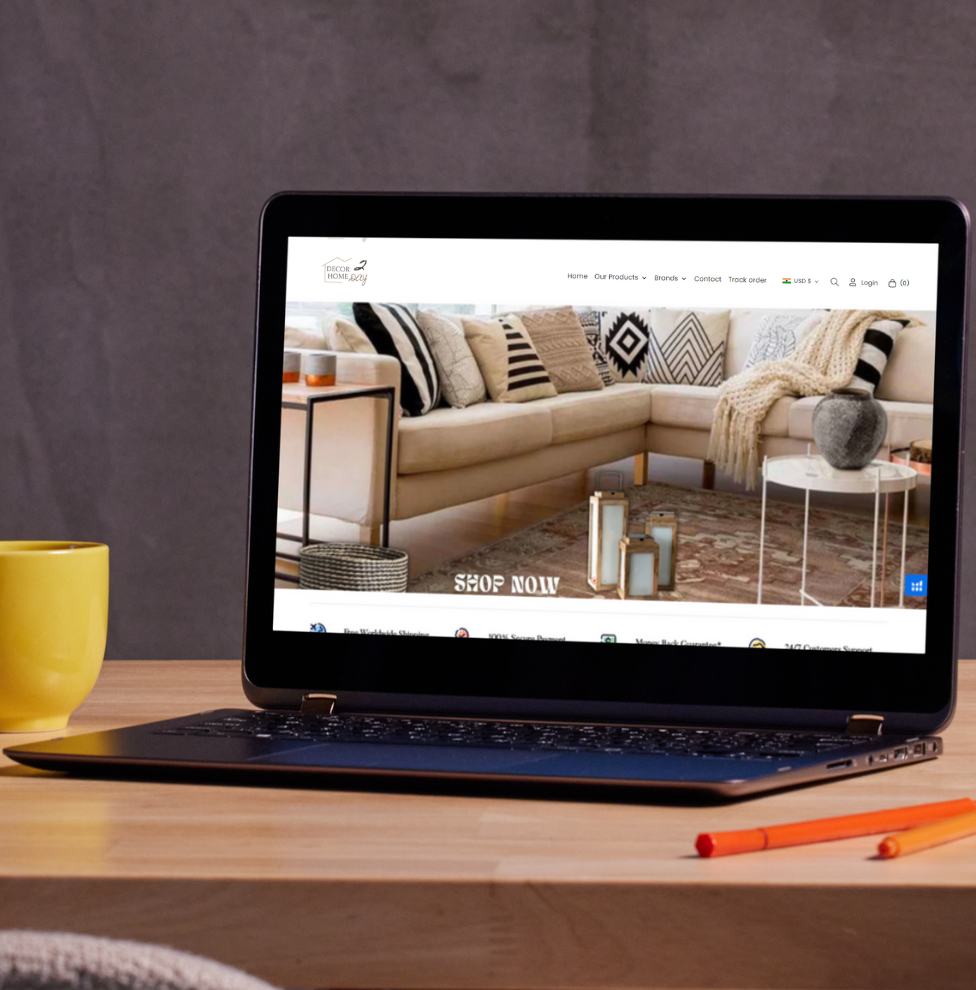 DECOR 2
HOME Day
Home Our Products Brands Contact Track order USD $ Login (0)
SHOP NOW
Free Worldwide Shipping 100% Secure Payment Money Back Guarantee* 24/7 Customers Support